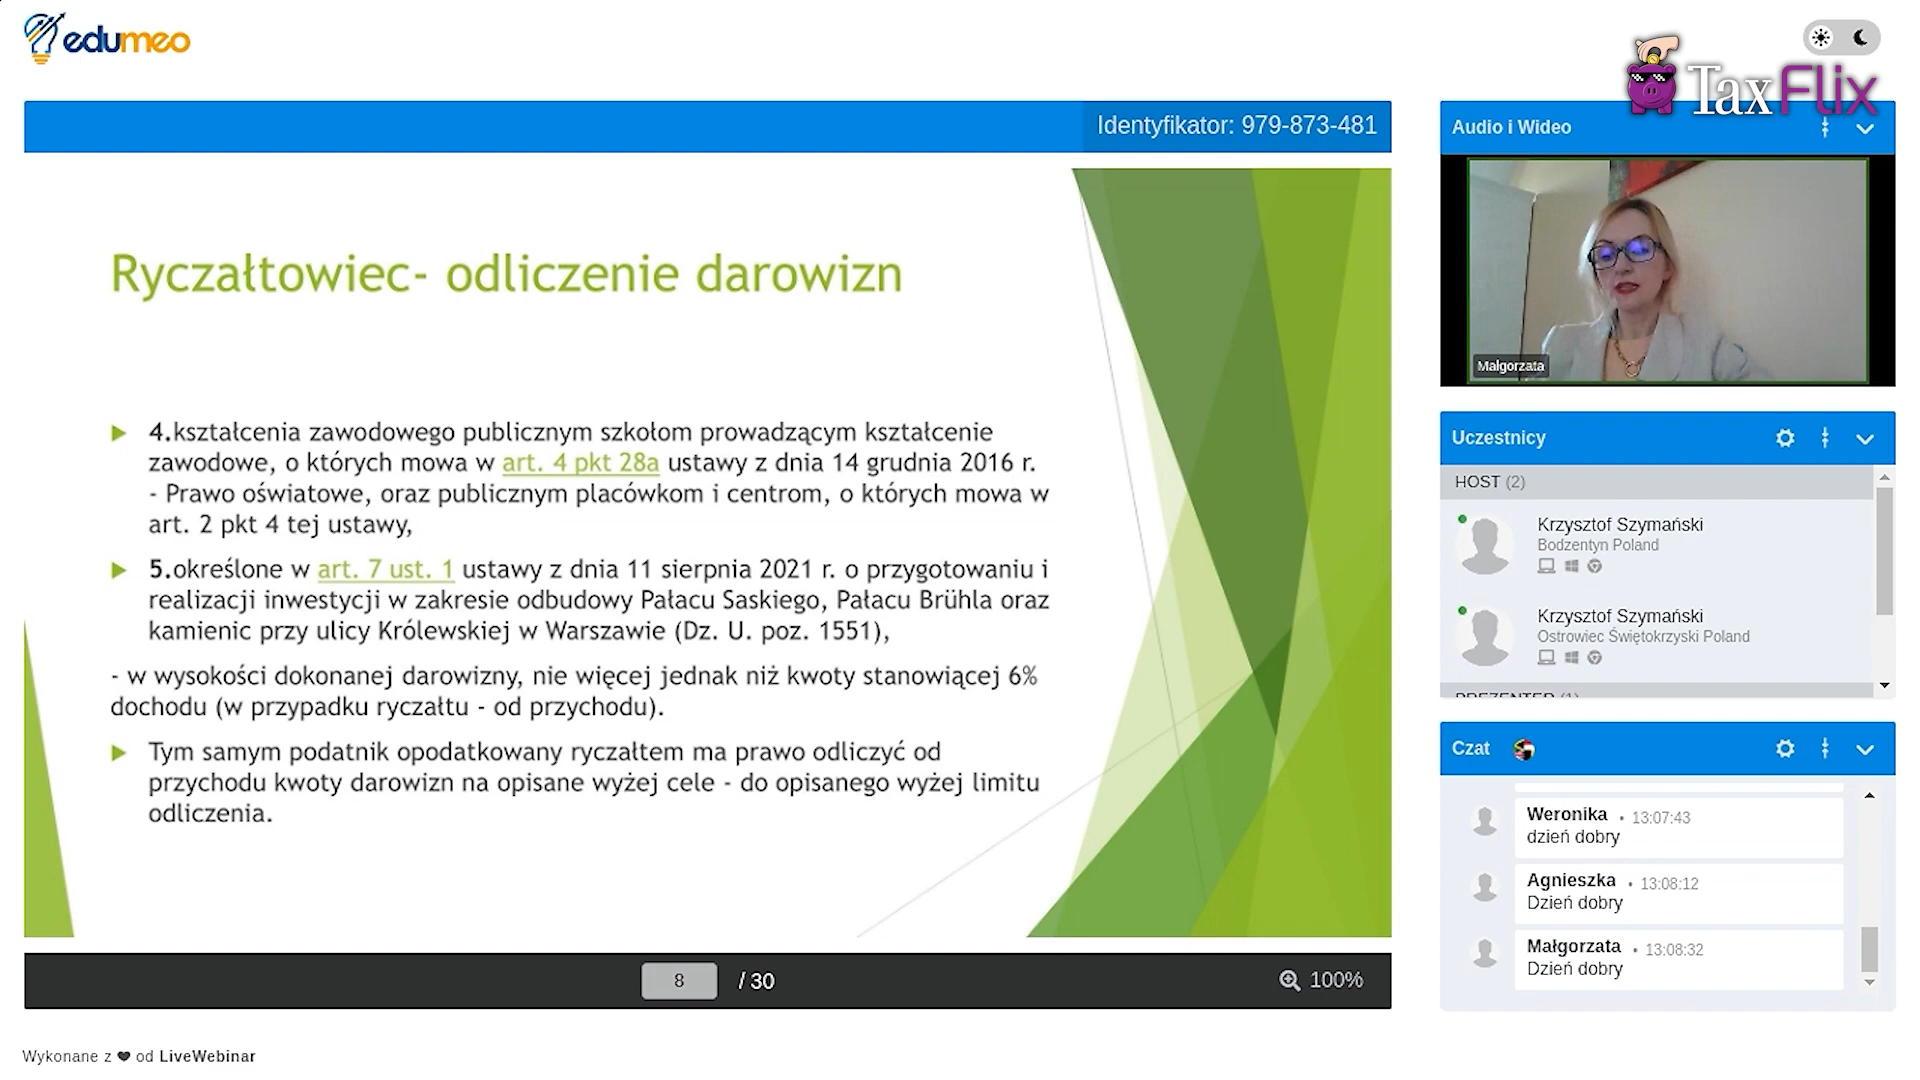 edumeo
TaxFlix
Identyfikator: 979-873-481
Ryczałtowiec- odliczenie darowizn
4.kształcenia zawodowego publicznym szkołom prowadzącym kształcenie
zawodowe, o których mowa w art. 4 pkt 28a ustawy z dnia 14 grudnia 2016 r.
- Prawo oświatowe, oraz publicznym placówkom i centrom, o których mowa w
art. 2 pkt 4 tej ustawy,
5.określone w art. 7 ust. 1 ustawy z dnia 11 sierpnia 2021 r. o przygotowaniu i
realizacji inwestycji w zakresie odbudowy Pałacu Saskiego, Pałacu Brühla oraz
kamienic przy ulicy Królewskiej w Warszawie (Dz. U. poz. 1551),
- w wysokości dokonanej darowizny, nie więcej jednak niż kwoty stanowiącej 6%
dochodu (w przypadku ryczałtu - od przychodu).
Tym samym podatnik opodatkowany ryczałtem ma prawo odliczyć od
przychodu kwoty darowizn na opisane wyżej cele - do opisanego wyżej limitu
odliczenia.
8 / 30
100%
Wykonane z ❤ od LiveWebinar
Audio i Wideo
Małgorzata
Uczestnicy
HOST (2)
Krzysztof Szymański
Bodzentyn Poland
Krzysztof Szymański
Ostrowiec Świętokrzyski Poland
PREZENTER (1)
Czat
Weronika • 13:07:43
dzień dobry
Agnieszka • 13:08:12
Dzień dobry
Małgorzata • 13:08:32
Dzień dobry